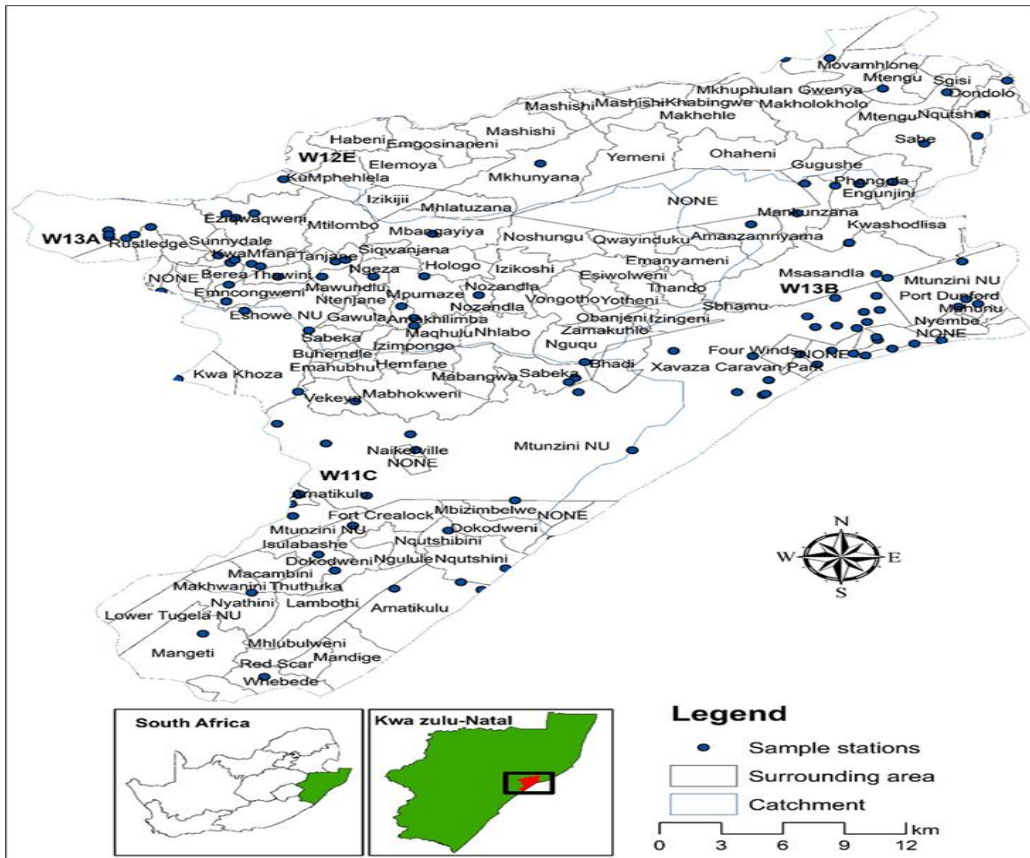 Movamhlone
Mtengu
Sgisi
Dondolo
Mkhuphulan Gwenya
Mashishi Mashishi Khabingwe Makholokholo
Makhehle
Mtengu Nqutshini
Habeni
Emgosinaneni
Mashishi
Sabe
W12E
Elemoya
Yemeni
Ohaheni
Gugushe
KuMphehlela
Mkhunyana
Phongola
Engunjini
Izikijii
Mhlatuzana
NONE
Mankunzana
Eziqwaqweni
Mtilombo
Mbangayiya
Kwashodlisa
W13A
Rustledge
Sunnydale
Siqwanjana
Noshungu
Qwayinduku
Amanzamnyama
KwaMfana Tanjane
Emanyameni
NONE
Berea Thawini
Ngeza
Hologo
Izikoshi
Esiwolweni
Msasandla
Mtunzini NU
Emncongweni
Mawundlu
Nozandla
Thando
W13B
Ntenjane
Mpumaze
Vongotho
Yotheni
Sbhamu
Port Dunford
Nozandla
Eshowe NU
Gawula
Amakhilimba
Obanjeni Izingeni
Nyembe
Sabeka
Maqhulu Nhlabo
Zamakuhle
NONE
Buhemdle
Izimpongo
Nguqu
Four Winds
NONE
Emahubhu
Hemfane
Bhadi
Kwa Khoza
Mabangwa
Sabeka
Xavaza Caravan Park
Vekeya
Mabhokweni
Naikerville
NONE
Mtunzini NU
W11C
Amatikulu
Fort Crealock
Mbizimbelwe
NONE
Mtunzini NU
Dokodweni
Isulabashe
Nqutshibini
Dokodweni
Ngulule
Nqutshini
Macambini
Makhwanini
Thuthuka
Nyathini
Lambothi
Amatikulu
Lower Tugela NU
Mhlubulweni
Mangeti
Mandige
Red Scar
Whebede
N
W
E
S
South Africa
Kwa zulu-Natal
Legend
Sample stations
Surrounding area
Catchment
km
0 3 6 9 12